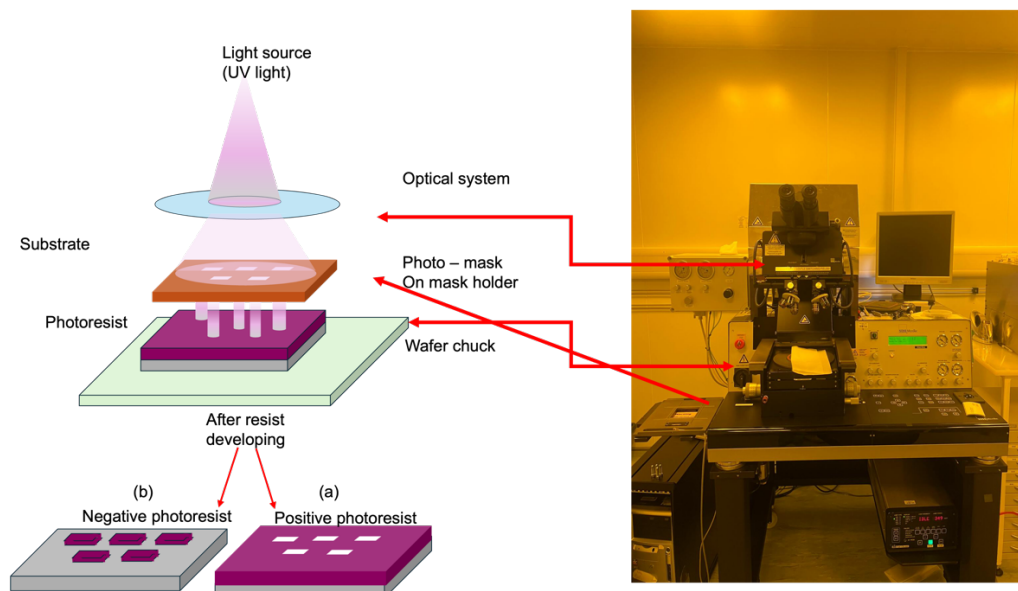 Light source
(UV light)
Optical system
Substrate
Photo – mask
On mask holder
Photoresist
Wafer chuck
After resist
developing
(b)
(a)
Negative photoresist
Positive photoresist